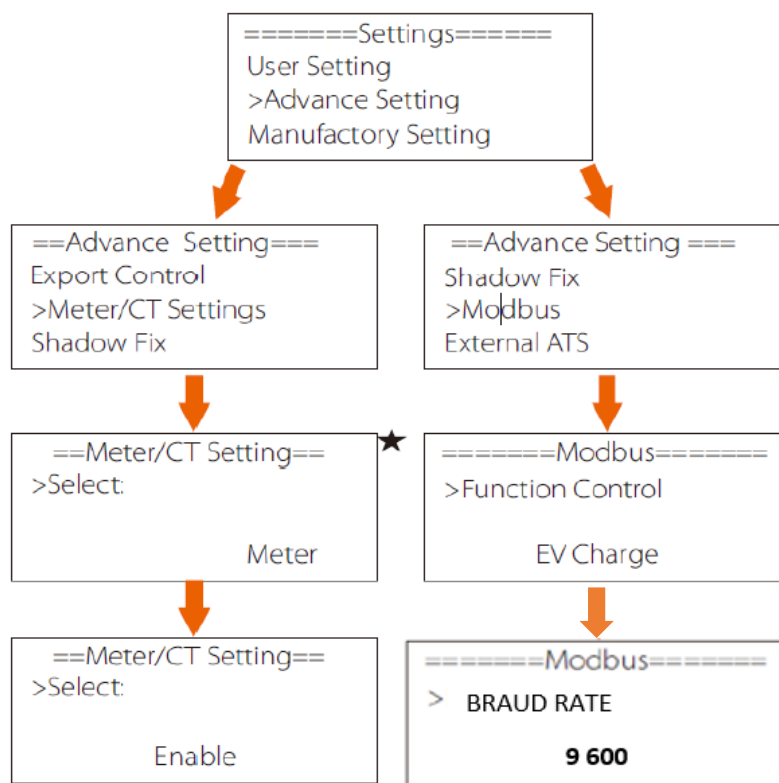 =======Settings======
User Setting
>Advance Setting
Manufactory Setting
==Advance Setting===
Export Control
>Meter/CT Settings
Shadow Fix
==Advance Setting ===
Shadow Fix
>Modbus
External ATS
==Meter/CT Setting==
>Select:
Meter
=======Modbus=======
>Function Control
EV Charge
==Meter/CT Setting==
>Select:
Enable
=======Modbus=======
> BRAUD RATE
9 600